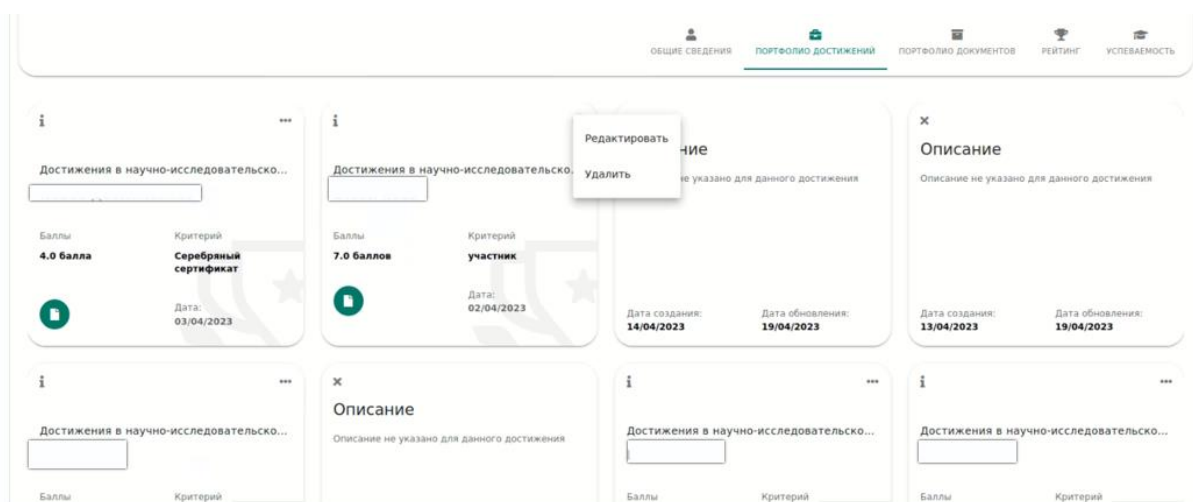 ОБЩИЕ СВЕДЕНИЯ
ПОРТФОЛИО ДОСТИЖЕНИЙ
ПОРТФОЛИО ДОКУМЕНТОВ
РЕЙТИНГ
УСПЕВАЕМОСТЬ
Достижения в научно-исследовательско...
Баллы Критерий
4.0 балла Серебряный
сертификат
Дата:
03/04/2023
Достижения в научно-исследовательско.
Баллы Критерий
7.0 баллов участник
Дата:
02/04/2023
Редактировать
Удалить
ние
е указано для данного достижения
Дата создания: Дата обновления:
14/04/2023 19/04/2023
Описание
Описание не указано для данного достижения
Дата создания: Дата обновления:
13/04/2023 19/04/2023
Достижения в научно-исследовательско...
Баллы Критерий
Описание
Описание не указано для данного достижения
Достижения в научно-исследовательско...
Баллы Критерий
Достижения в научно-исследовательско...
Баллы Критерий